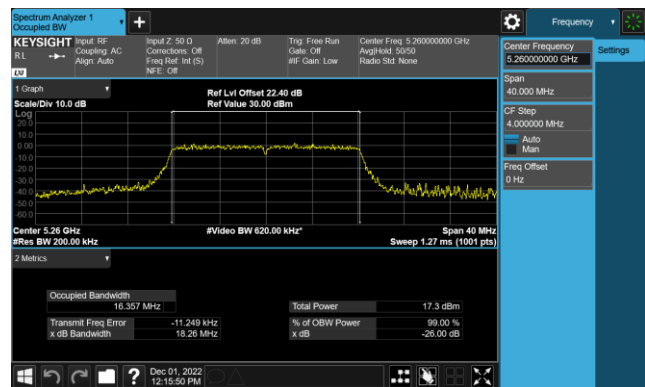 Spectrum Analyzer 1
Occupied BW
+
Frequency
KEYSIGHT
Input: RF
Input Z: 50 Ω
Atten: 20 dB
Trig: Free Run
Center Freq: 5.260000000 GHz
RL
Coupling: AC
Corrections: Off
Gate: Off
Avg|Hold: 50/50
Align: Auto
Freq Ref: Int (S)
#IF Gain: Low
Radio Std: None
NFE: Off
LXI
Center Frequency
5.260000000 GHz
Settings
Span
40.000 MHz
CF Step
4.000000 MHz
Auto
Man
Freq Offset
0 Hz
1 Graph
Ref Lvl Offset 22.40 dB
Scale/Div 10.0 dB
Ref Value 30.00 dBm
Log
20.0
10.0
0.00
-10.0
-20.0
-30.0
-40.0
-50.0
-60.0
Center 5.26 GHz
#Video BW 620.00 kHz*
Span 40 MHz
#Res BW 200.00 kHz
Sweep 1.27 ms (1001 pts)
2 Metrics
Occupied Bandwidth
16.357 MHz
Total Power
17.3 dBm
Transmit Freq Error
-11.249 kHz
% of OBW Power
99.00 %
x dB Bandwidth
18.26 MHz
x dB
-26.00 dB
?
Dec 01, 2022
12:15:50 PM